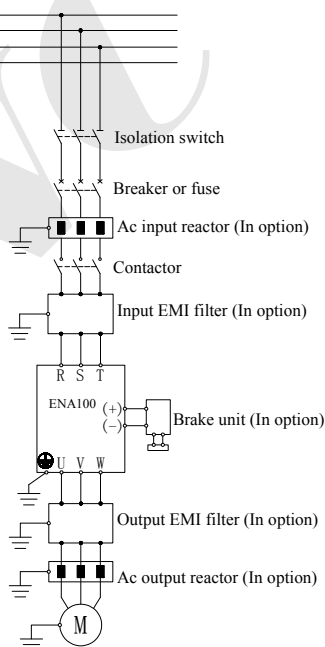 Isolation switch
Breaker or fuse
Ac input reactor (In option)
Contactor
Input EMI filter (In option)
R S T
ENA100
(+)
(-)
Brake unit (In option)
U V W
Output EMI filter (In option)
Ac output reactor (In option)
M